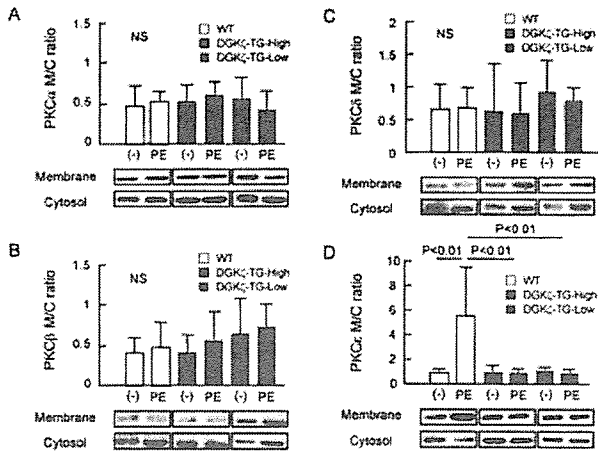 A
NS
WT
DGKζ-TG-High
DGKζ-TG-Low
PKCα M/C ratio
1.5
1
0.5
0
(-) PE (-) PE (-) PE
Membrane
Cytosol
B
NS
WT
DGKζ-TG-High
DGKζ-TG-Low
PKCβ M/C ratio
1.5
1
0.5
0
(-) PE (-) PE (-) PE
Membrane
Cytosol
C
NS
WT
DGKζ-TG-High
DGKζ-TG-Low
PKCδ M/C ratio
2
1.5
1
0.5
0
(-) PE (-) PE (-) PE
Membrane
Cytosol
D
P<0.01
P<0.01 P<0.01
WT
DGKζ-TG-High
DGKζ-TG-Low
PKCε M/C ratio
10
8
6
4
2
0
(-) PE (-) PE (-) PE
Membrane
Cytosol